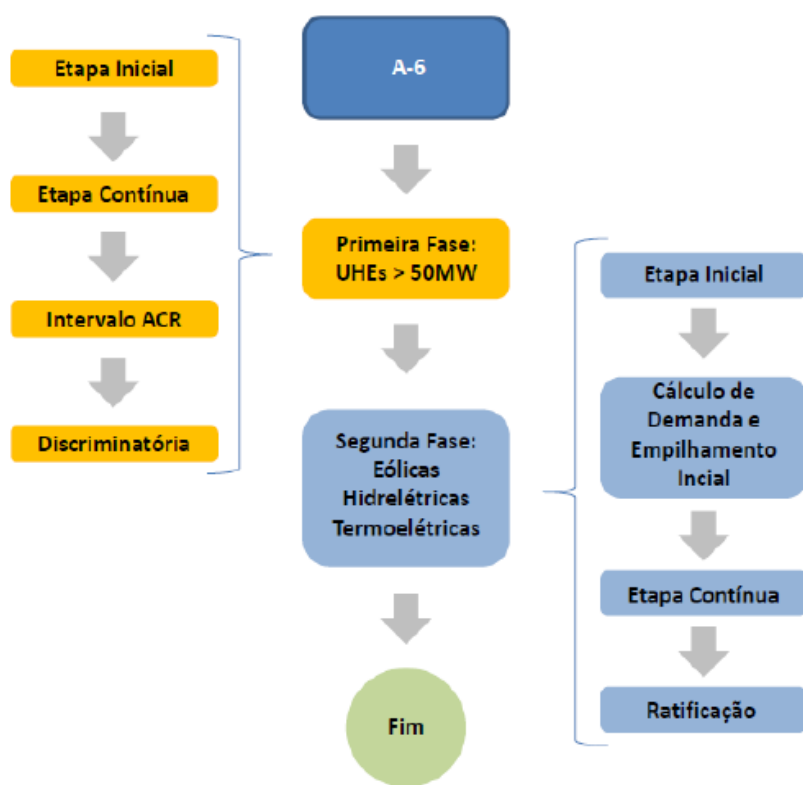 Etapa Inicial
Etapa Contínua
Intervalo ACR
Discriminatória
A-6
Primeira Fase:
UHEs > 50MW
Segunda Fase:
Eólicas
Hidrelétricas
Termoelétricas
Fim
Etapa Inicial
Cálculo de
Demanda e
Empilhamento
Incial
Etapa Contínua
Ratificação